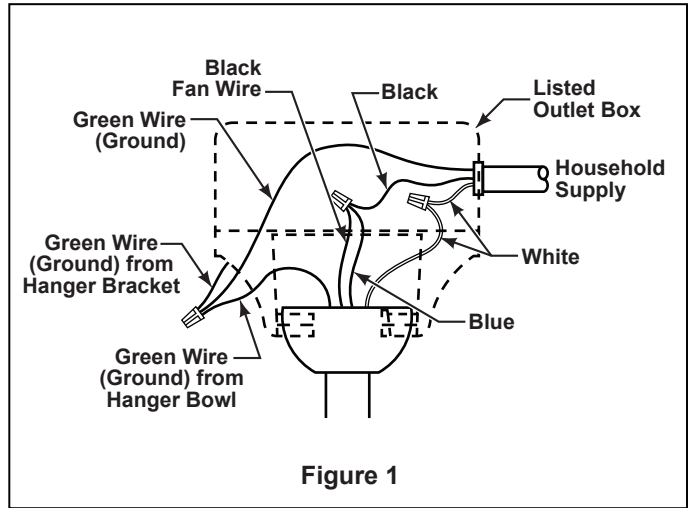 Black
Fan Wire
Black
Listed
Outlet Box
Green Wire
(Ground)
Household
Supply
Green Wire
(Ground) from
Hanger Bracket
White
Blue
Green Wire
(Ground) from
Hanger Bowl
Figure 1